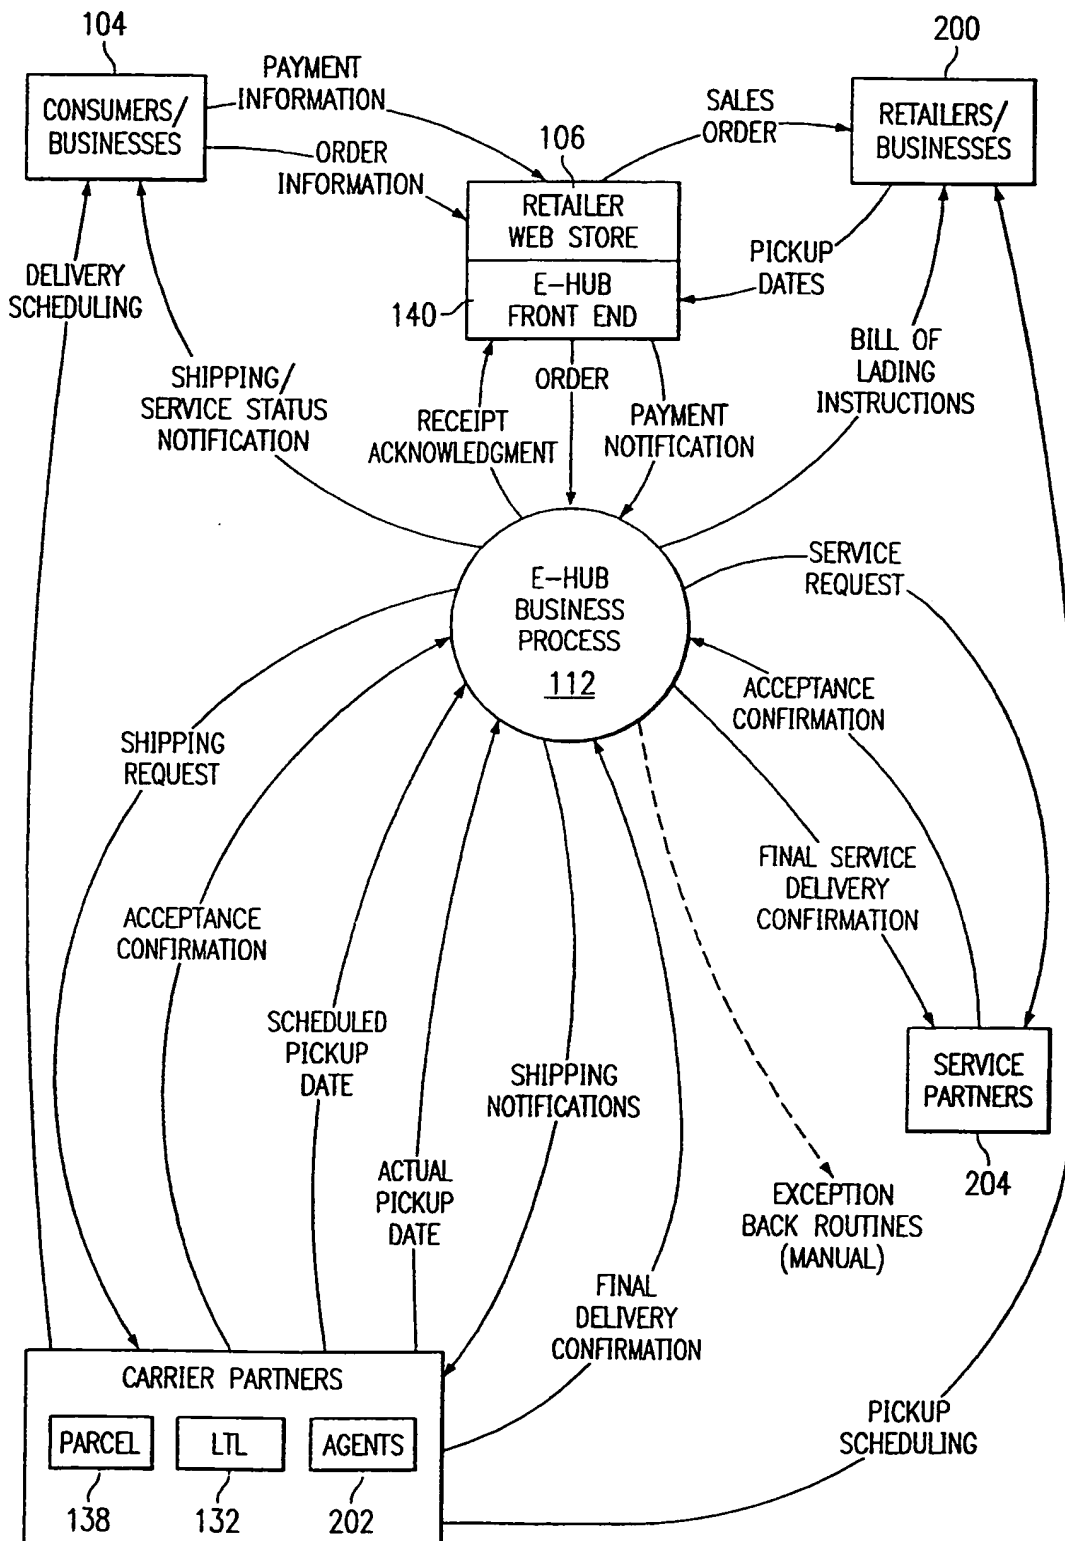 104
200
CONSUMERS/
BUSINESSES
PAYMENT
INFORMATION
ORDER
INFORMATION
SALES
ORDER
RETAILERS/
BUSINESSES
106
RETAILER
WEB STORE
E-HUB
FRONT END
140
PICKUP
DATES
DELIVERY
SCHEDULING
SHIPPING/
SERVICE STATUS
NOTIFICATION
RECEIPT
ACKNOWLEDGMENT
ORDER
PAYMENT
NOTIFICATION
BILL OF
LADING
INSTRUCTIONS
E-HUB
BUSINESS
PROCESS
112
SERVICE
REQUEST
ACCEPTANCE
CONFIRMATION
SHIPPING
REQUEST
ACCEPTANCE
CONFIRMATION
FINAL SERVICE
DELIVERY
CONFIRMATION
SCHEDULED
PICKUP
DATE
SHIPPING
NOTIFICATIONS
SERVICE
PARTNERS
204
ACTUAL
PICKUP
DATE
EXCEPTION
BACK ROUTINES
(MANUAL)
FINAL
DELIVERY
CONFIRMATION
CARRIER PARTNERS
PARCEL
LTL
AGENTS
138
132
202
PICKUP
SCHEDULING